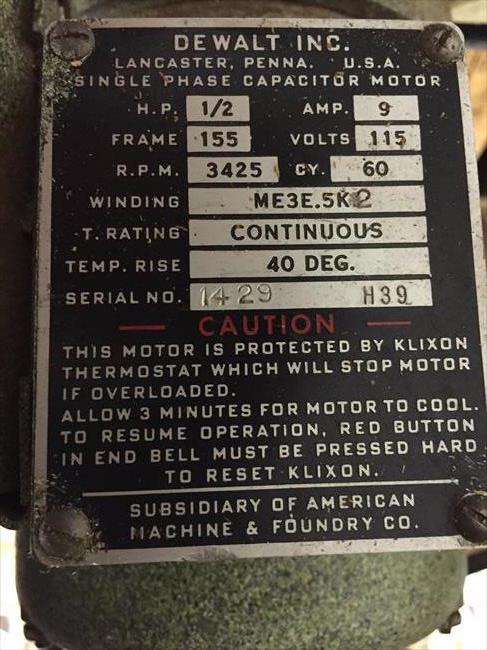 DEWALT INC.
LANCASTER, PENNA. U.S.A.
SINGLE PHASE CAPACITOR MOTOR
H.P. 1/2 AMP. 9
FRAME 155 VOLTS 115
R.P.M. 3425 CY. 60
WINDING ME3E.5K2
T. RATING CONTINUOUS
TEMP. RISE 40 DEG.
SERIAL NO. 1429 H39
CAUTION
THIS MOTOR IS PROTECTED BY KLIXON
THERMOSTAT WHICH WILL STOP MOTOR
IF OVERLOADED.
ALLOW 3 MINUTES FOR MOTOR TO COOL.
TO RESUME OPERATION, RED BUTTON
IN END BELL MUST BE PRESSED HARD
TO RESET KLIXON.
SUBSIDIARY OF AMERICAN
MACHINE & FOUNDRY CO.